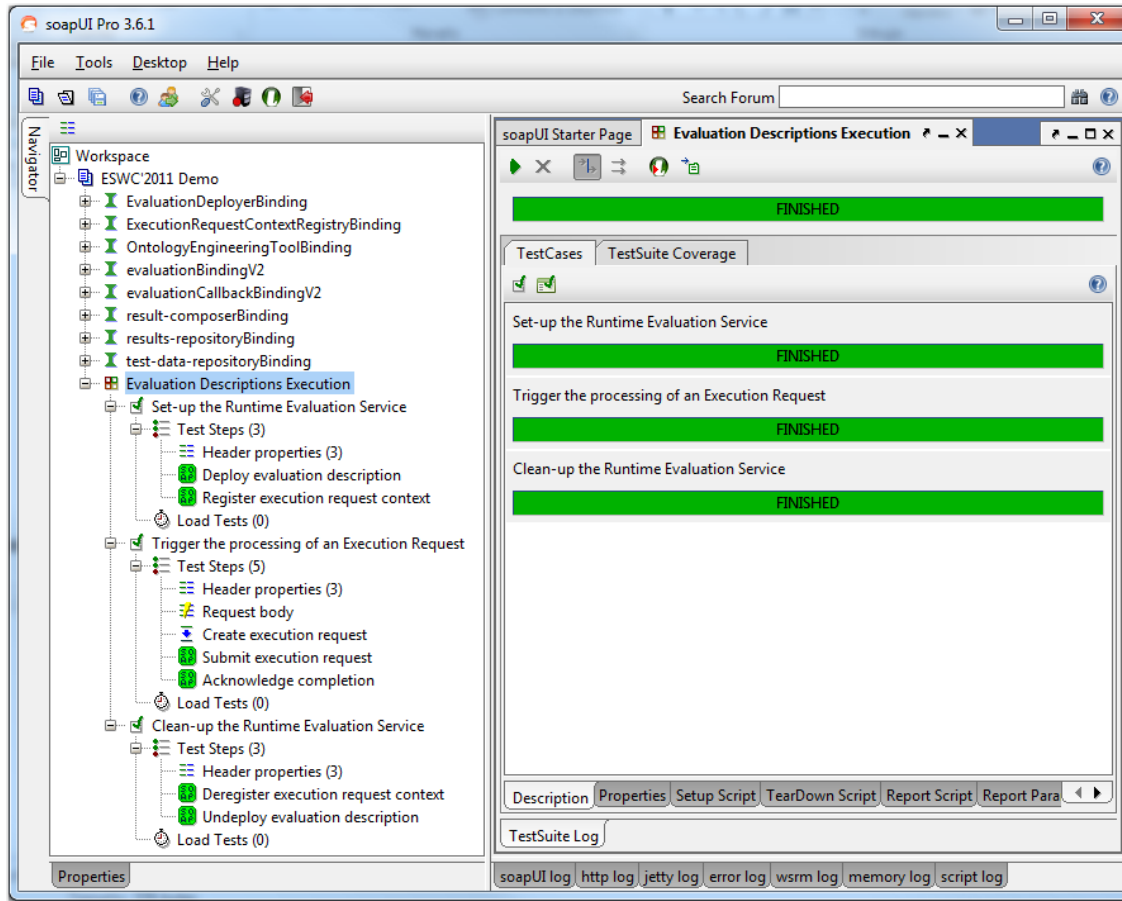 soapUI Pro 3.6.1
File Tools Desktop Help
Search Forum
Navigator
Workspace
ESWC'2011 Demo
EvaluationDeployerBinding
ExecutionRequestContextRegistryBinding
OntologyEngineeringToolBinding
evaluationBindingV2
evaluationCallbackBindingV2
result-composerBinding
results-repositoryBinding
test-data-repositoryBinding
Evaluation Descriptions Execution
Set-up the Runtime Evaluation Service
Test Steps (3)
Header properties (3)
Deploy evaluation description
Register execution request context
Load Tests (0)
Trigger the processing of an Execution Request
Test Steps (5)
Header properties (3)
Request body
Create execution request
Submit execution request
Acknowledge completion
Load Tests (0)
Clean-up the Runtime Evaluation Service
Test Steps (3)
Header properties (3)
Deregister execution request context
Undeploy evaluation description
Load Tests (0)
Properties
soapUI Starter Page Evaluation Descriptions Execution
FINISHED
TestCases TestSuite Coverage
Set-up the Runtime Evaluation Service
FINISHED
Trigger the processing of an Execution Request
FINISHED
Clean-up the Runtime Evaluation Service
FINISHED
Description Properties Setup Script TearDown Script Report Script Report Para
TestSuite Log
soapUI log http log jetty log error log wsrm log memory log script log